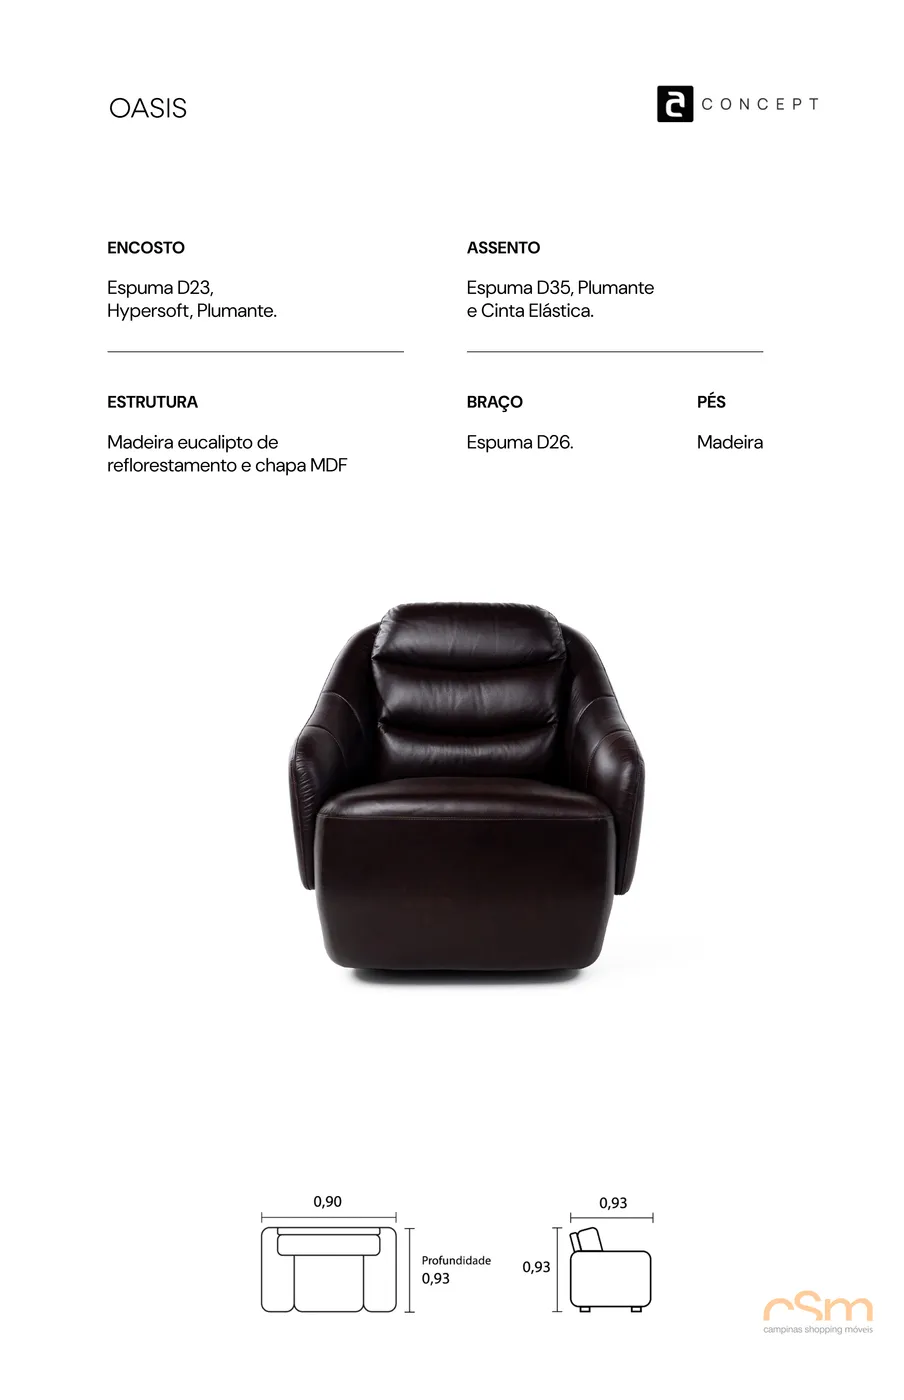 OASIS
CONCEPT
ENCOSTO
Espuma D23,
Hypersoft, Plumante.
ASSENTO
Espuma D35, Plumante
e Cinta Elástica.
ESTRUTURA
Madeira eucalipto de
reflorestamento e chapa MDF
BRAÇO
Espuma D26.
PÉS
Madeira
0,90
Profundidade
0,93
0,93
0,93
csm
campinas shopping móveis